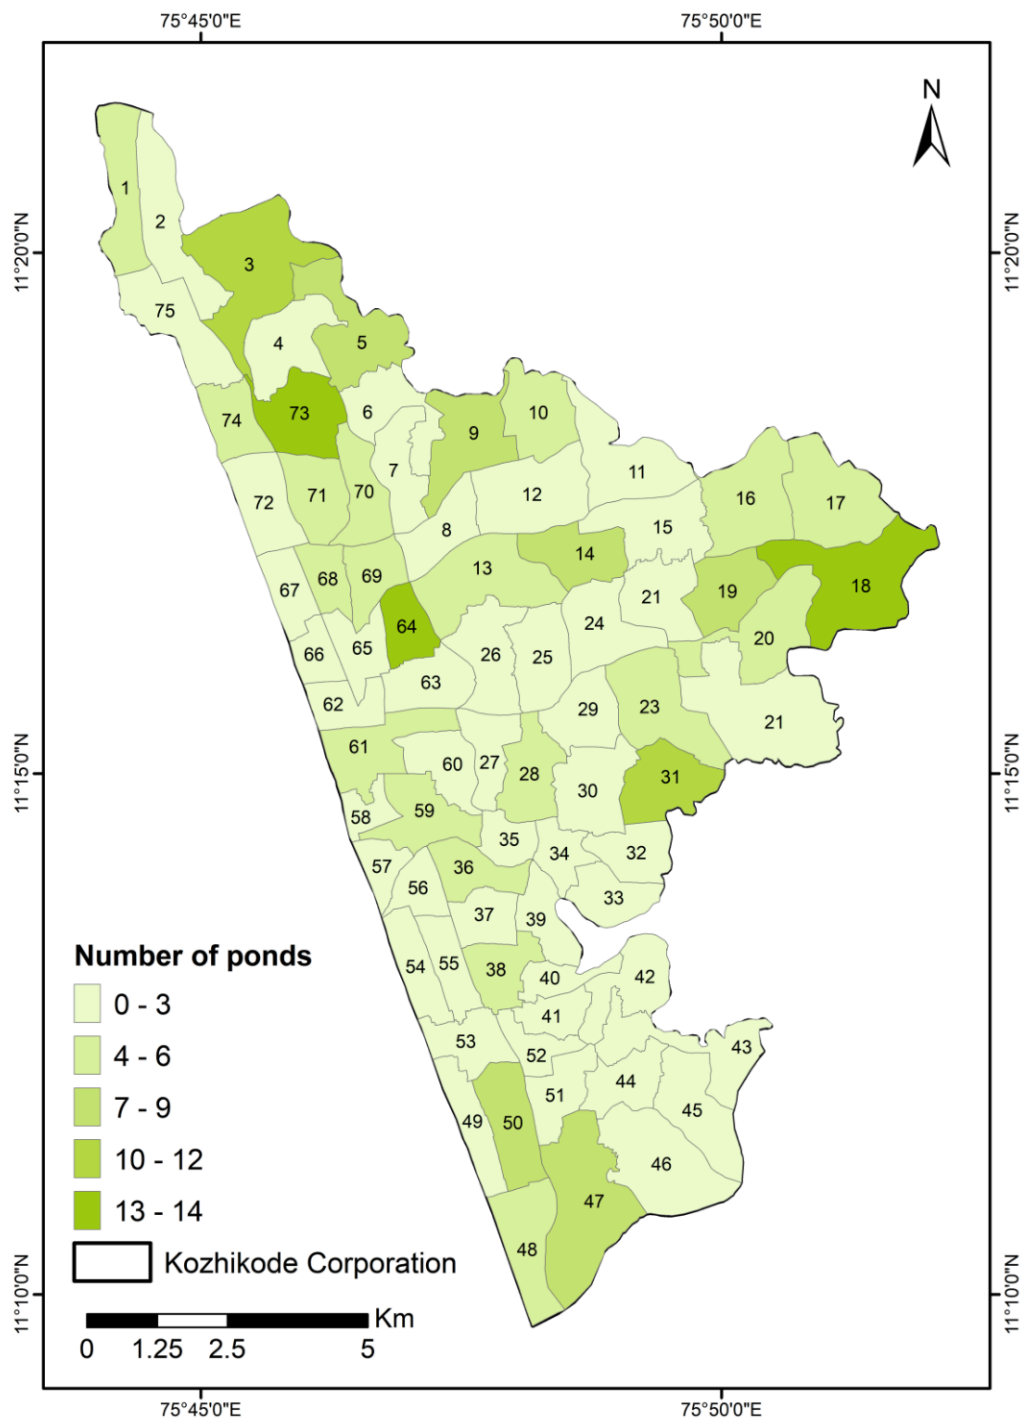 75°45'0"E 75°50'0"E
N
1
2
11°20'0"N 11°20'0"N
3
75
4 5
6 73 74 10
9
7 11
70 71 72 12 16 17
8 15
14
13
68 69 67 19 18
21
64 24 20
65 66 26 25
63
62 23
29 21
61
60 27 28 31
11°15'0"N 11°15'0"N
30
59
58
35
34 32
57 36
56 33
37 39
Number of ponds
54 55 38 40 42
0 - 3
41
53 52 43
4 - 6
44
51
49 50 45
7 - 9
46
10 - 12
47
13 - 14
48
Kozhikode Corporation
11°10'0"N 11°10'0"N
Km
0 1.25 2.5 5
75°45'0"E 75°50'0"E